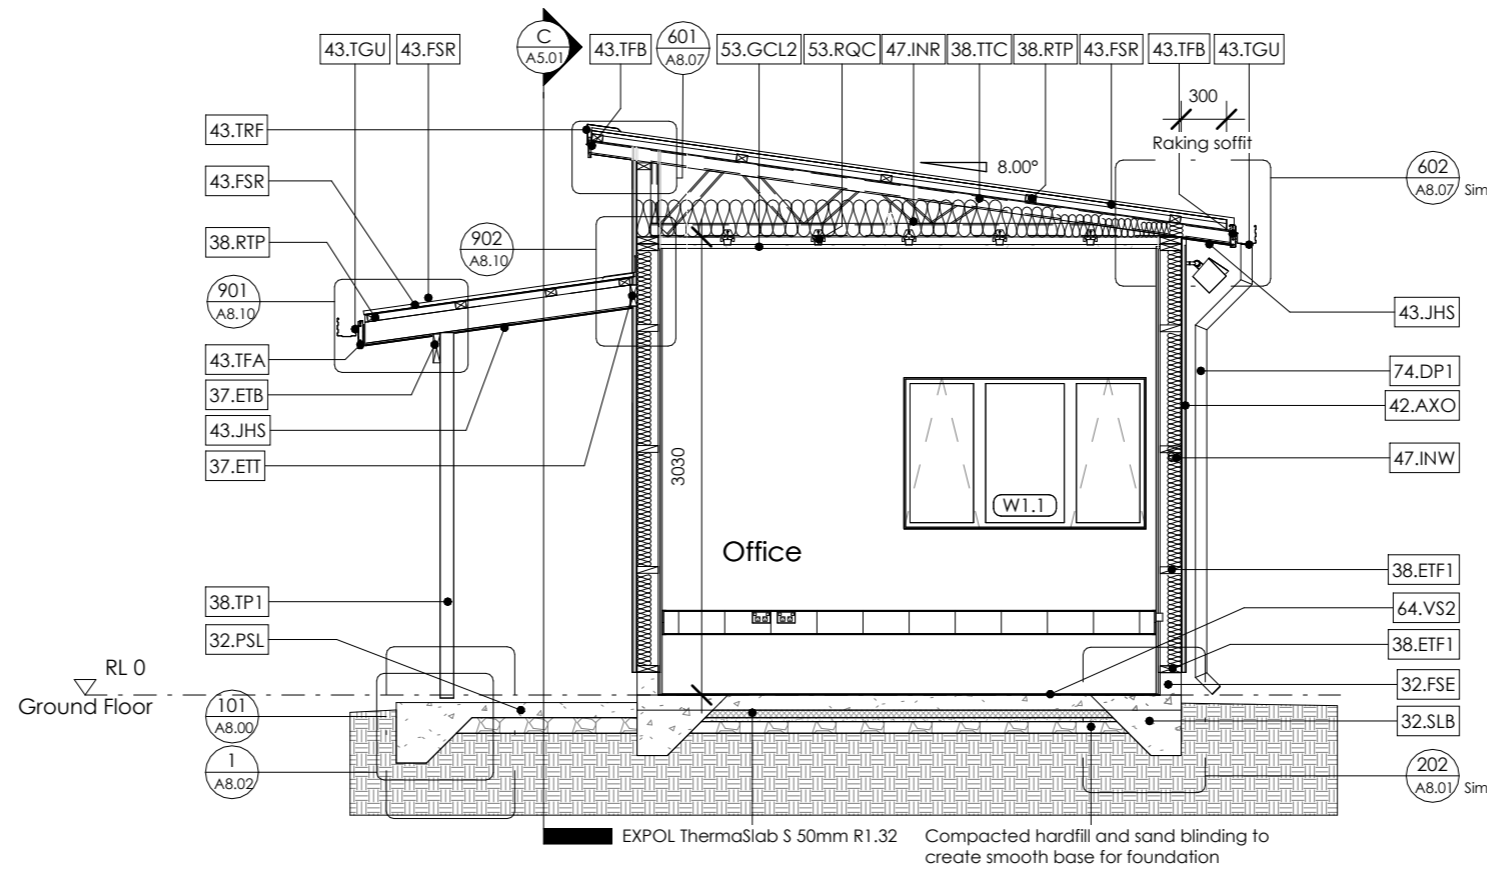 43.TGU
43.FSR
C
A5.01
43.TFB
601
A8.07
53.GCL2
53.RQC
47.INR
38.TTC
38.RTP
43.FSR
43.TFB
43.TGU
300
Raking soffit
43.TRF
8.00°
602
A8.07
Sim
43.FSR
38.RTP
902
A8.10
901
A8.10
43.JHS
43.TFA
74.DP1
37.ETB
42.AXO
43.JHS
37.ETT
3030
47.INW
W1.1
Office
38.ETF1
38.TP1
64.VS2
32.PSL
38.ETF1
RL 0
Ground Floor
32.FSE
101
A8.00
32.SLB
1
A8.02
202
A8.01
Sim
EXPOL ThermaSlab S 50mm R1.32
Compacted hardfill and sand blinding to
create smooth base for foundation